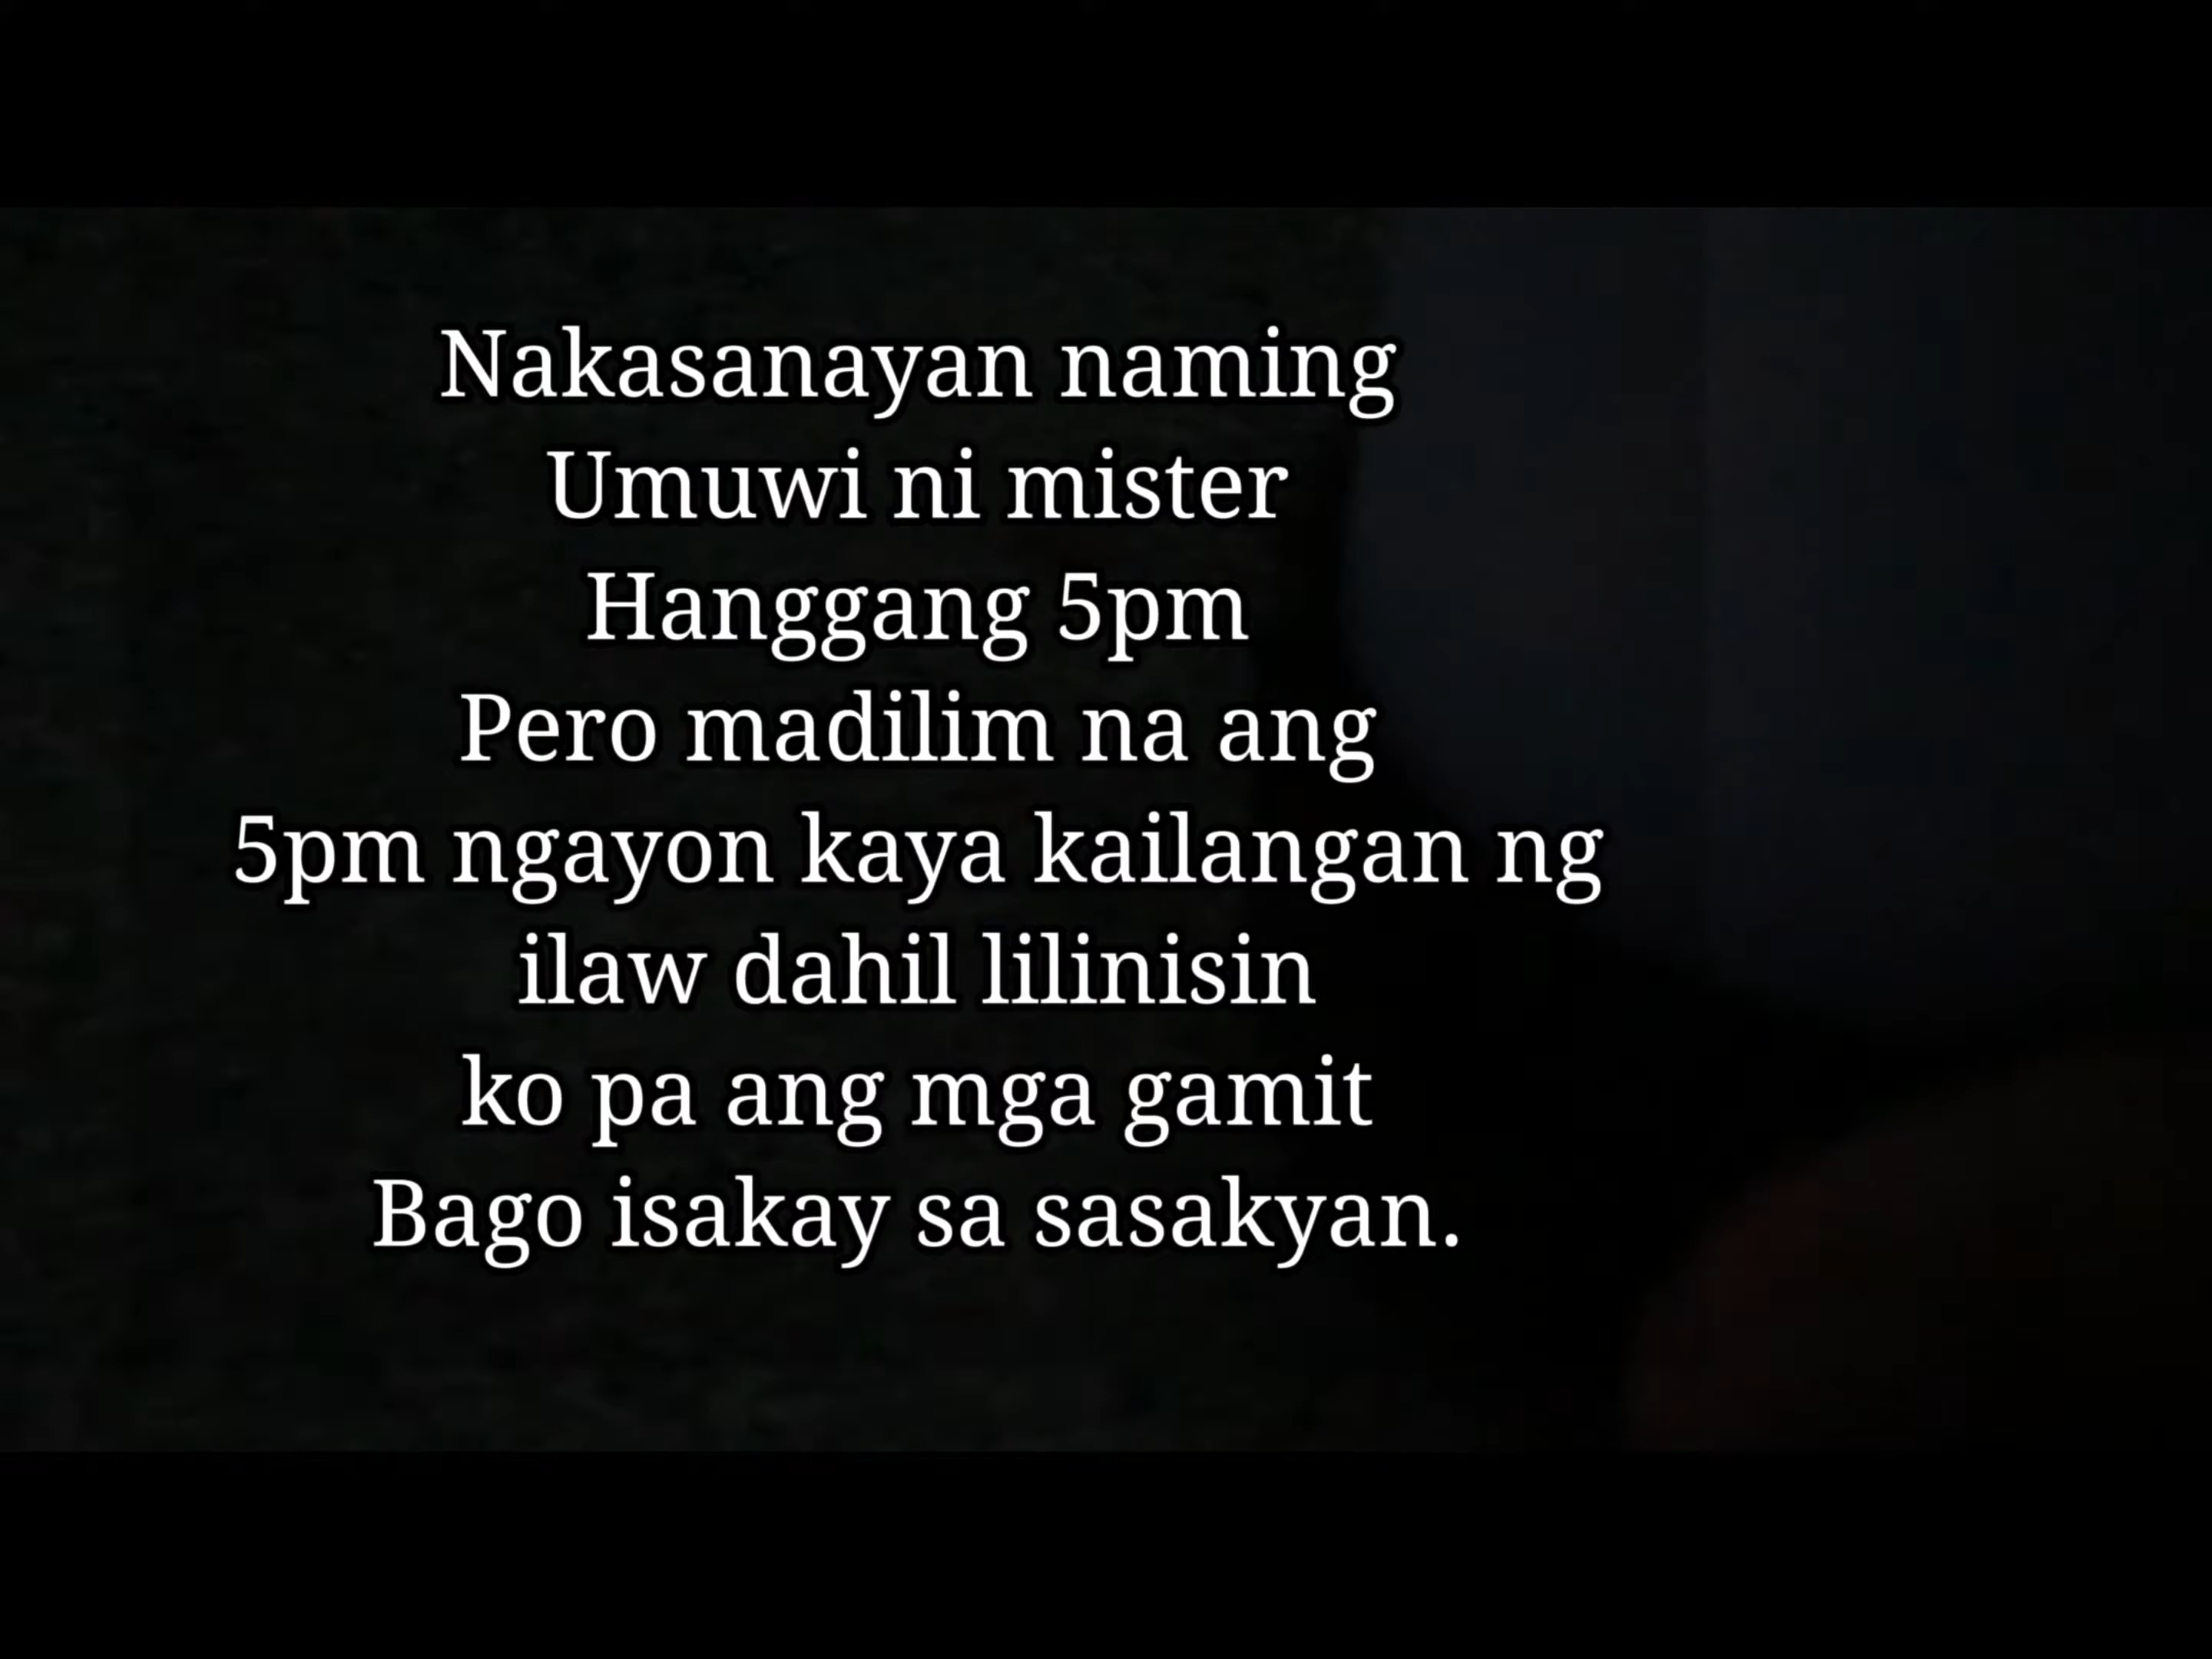 Nakasanayan naming
Umuwi ni mister
Hanggang 5pm
Pero madilim na ang
5pm ngayon kaya kailangan ng
ilaw dahil lilinisin
ko pa ang mga gamit
Bago isakay sa sasakyan.